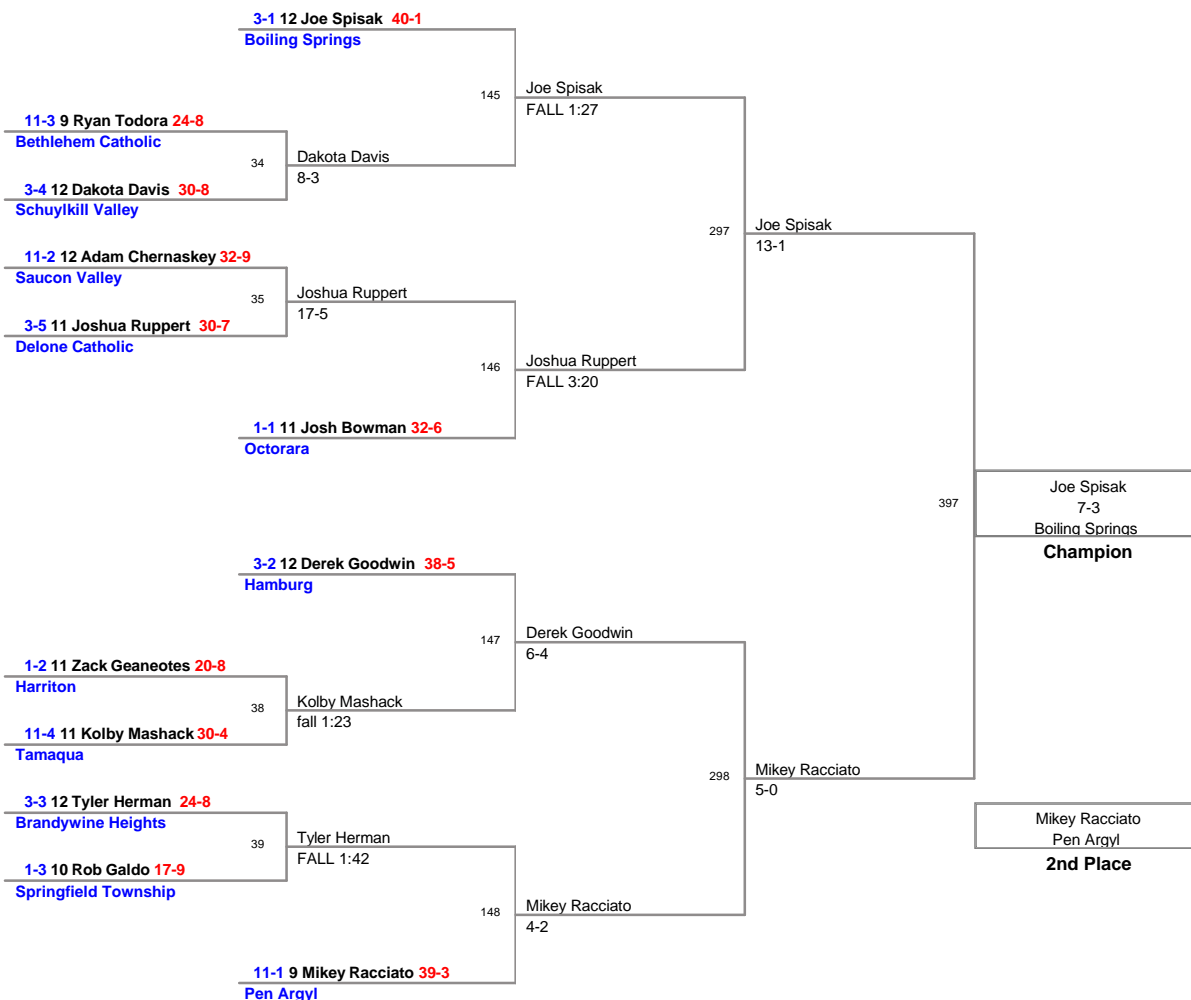 3-1 12 Joe Spisak 40-1
Boiling Springs
145
Joe Spisak
FALL 1:27
11-3 9 Ryan Todora 24-8
Bethlehem Catholic
34
Dakota Davis
8-3
3-4 12 Dakota Davis 30-8
Schuylkill Valley
297
Joe Spisak
13-1
11-2 12 Adam Chernaskey 32-9
Saucon Valley
35
Joshua Ruppert
17-5
3-5 11 Joshua Ruppert 30-7
Delone Catholic
146
Joshua Ruppert
FALL 3:20
1-1 11 Josh Bowman 32-6
Octorara
397
Joe Spisak
7-3
Boiling Springs
Champion
3-2 12 Derek Goodwin 38-5
Hamburg
147
Derek Goodwin
6-4
1-2 11 Zack Geaneotes 20-8
Harriton
38
Kolby Mashack
fall 1:23
11-4 11 Kolby Mashack 30-4
Tamaqua
298
Mikey Racciato
5-0
3-3 12 Tyler Herman 24-8
Brandywine Heights
39
Tyler Herman
FALL 1:42
1-3 10 Rob Galdo 17-9
Springfield Township
Mikey Racciato
Pen Argyl
2nd Place
148
Mikey Racciato
4-2
11-1 9 Mikey Racciato 39-3
Pen Argyl